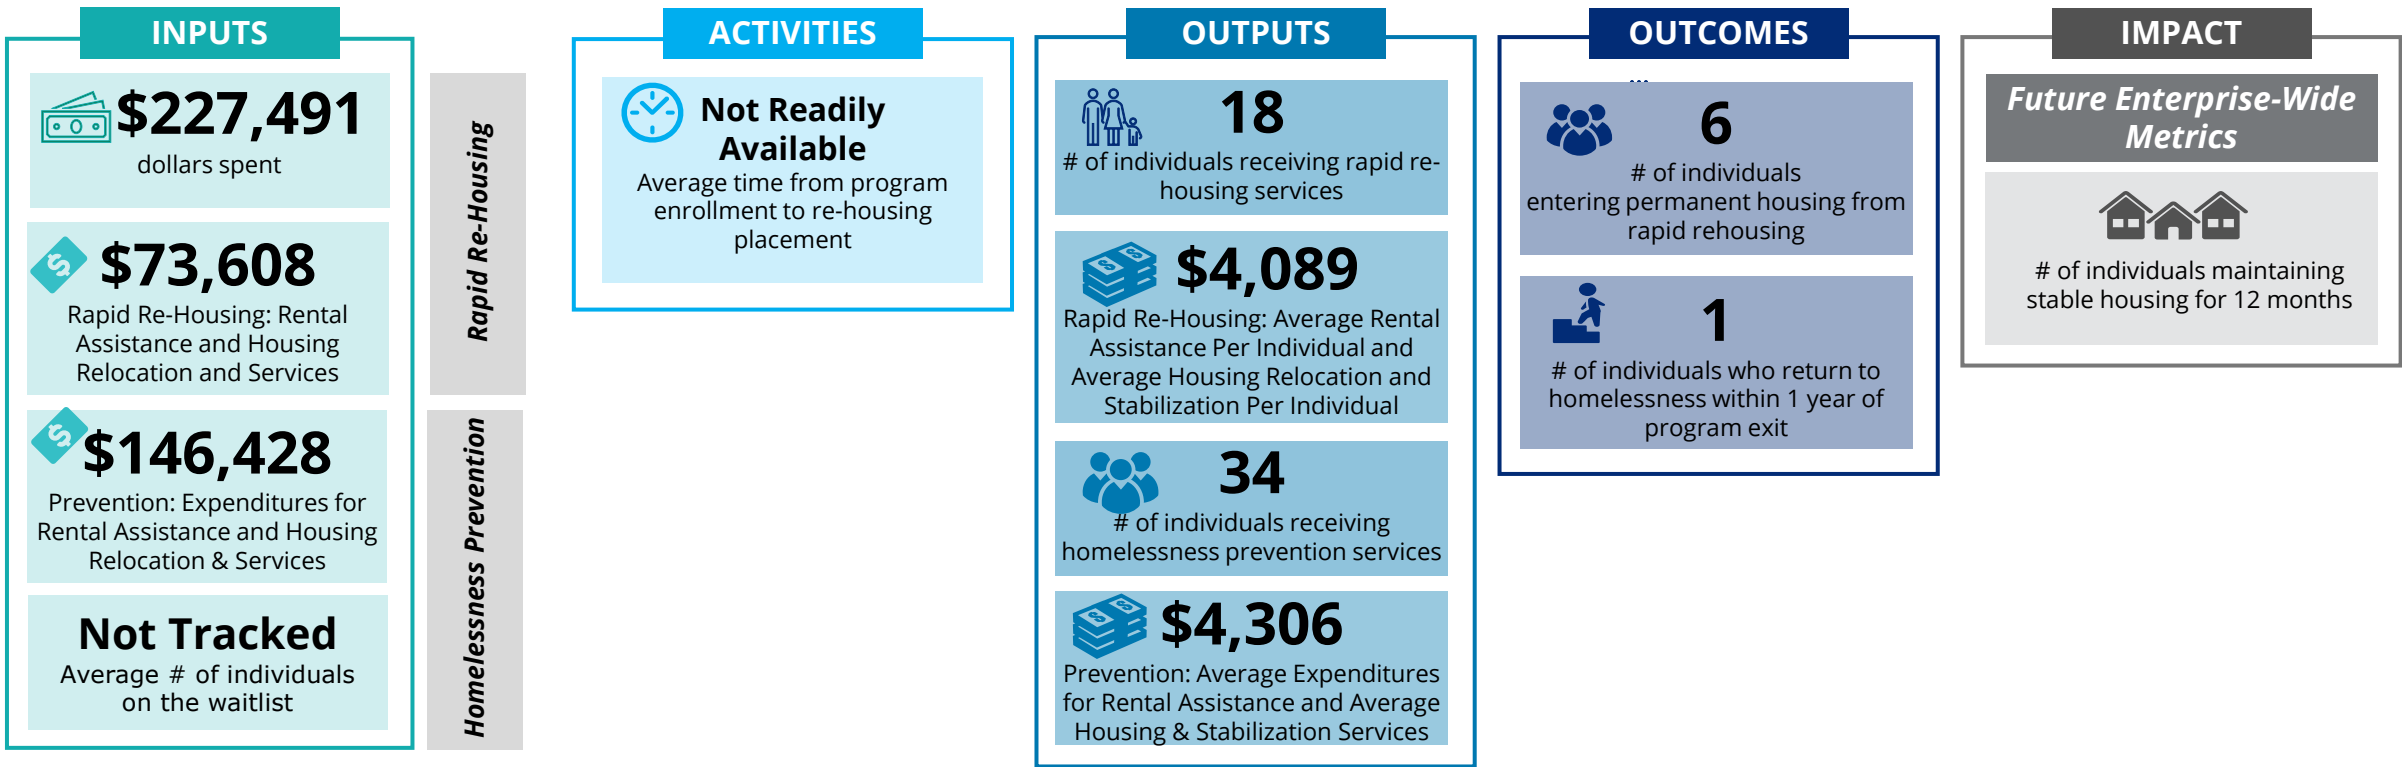 INPUTS
$227,491
dollars spent
$73,608
Rapid Re-Housing: Rental
Assistance and Housing
Relocation and Services
$146,428
Prevention: Expenditures for
Rental Assistance and Housing
Relocation & Services
Not Tracked
Average # of individuals
on the waitlist
Rapid Re-Housing
Homelessness Prevention
ACTIVITIES
Not Readily
Available
Average time from program
enrollment to re-housing
placement
OUTPUTS
18
# of individuals receiving rapid re-
housing services
$4,089
Rapid Re-Housing: Average Rental
Assistance Per Individual and
Average Housing Relocation and
Stabilization Per Individual
34
# of individuals receiving
homelessness prevention services
$4,306
Prevention: Average Expenditures
for Rental Assistance and Average
Housing & Stabilization Services
OUTCOMES
6
# of individuals
entering permanent housing from
rapid rehousing
1
# of individuals who return to
homelessness within 1 year of
program exit
IMPACT
Future Enterprise-Wide
Metrics
# of individuals maintaining
stable housing for 12 months